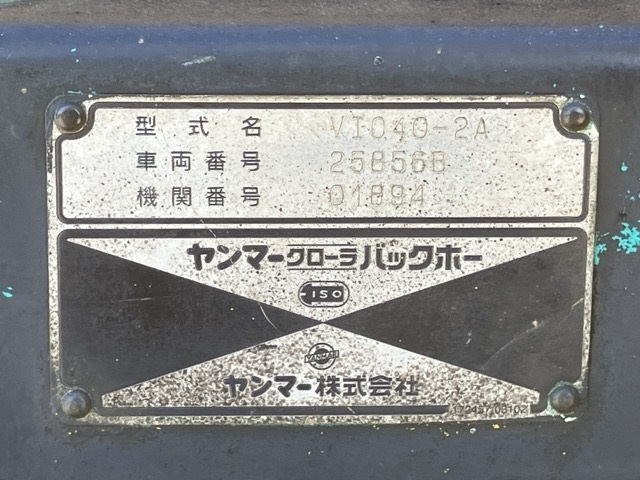 型式名 VIO40-2A
車両番号 25856B
機関番号 01894
ヤンマークローラバックホー
ISO
YANMAR
ヤンマー株式会社